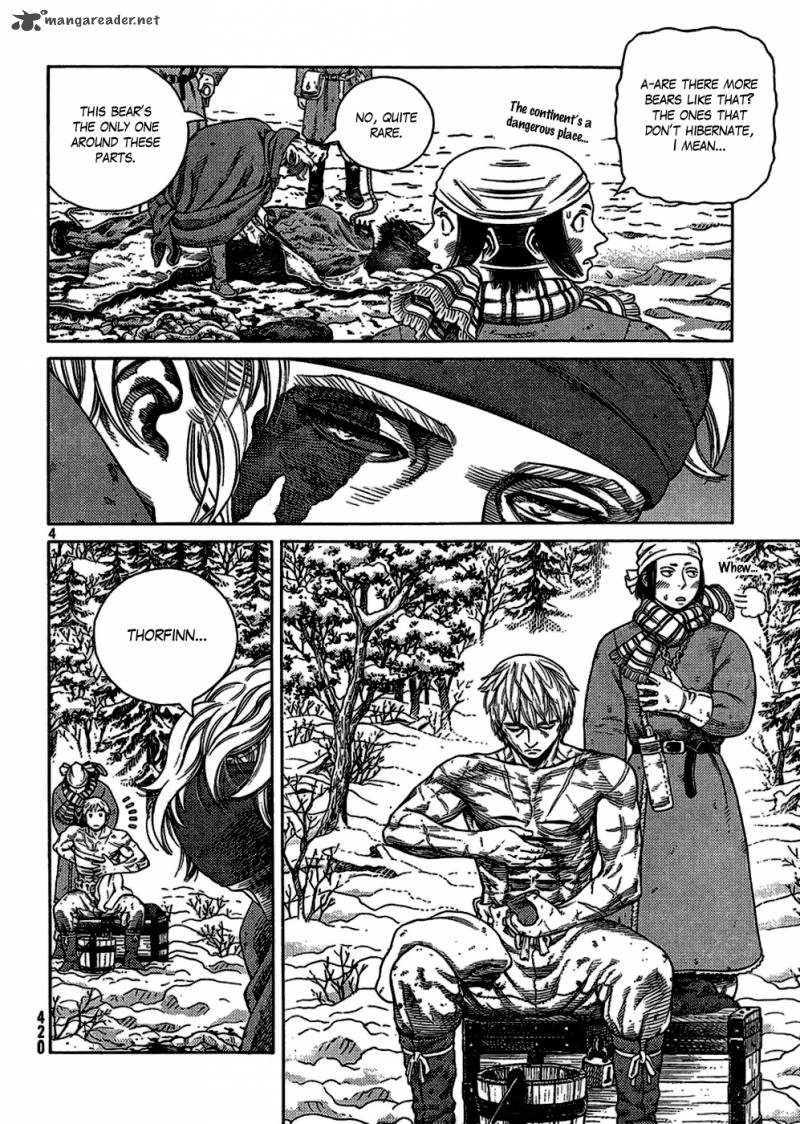 mangareader.net
A-ARE THERE MORE
BEARS LIKE THAT?
THE ONES THAT
DON'T HIBERNATE,
I MEAN...
The continent's a
dangerous place...
NO, QUITE
RARE.
THIS BEAR'S
THE ONLY ONE
AROUND THESE
PARTS.
4
Whew...
THORFINN...
420